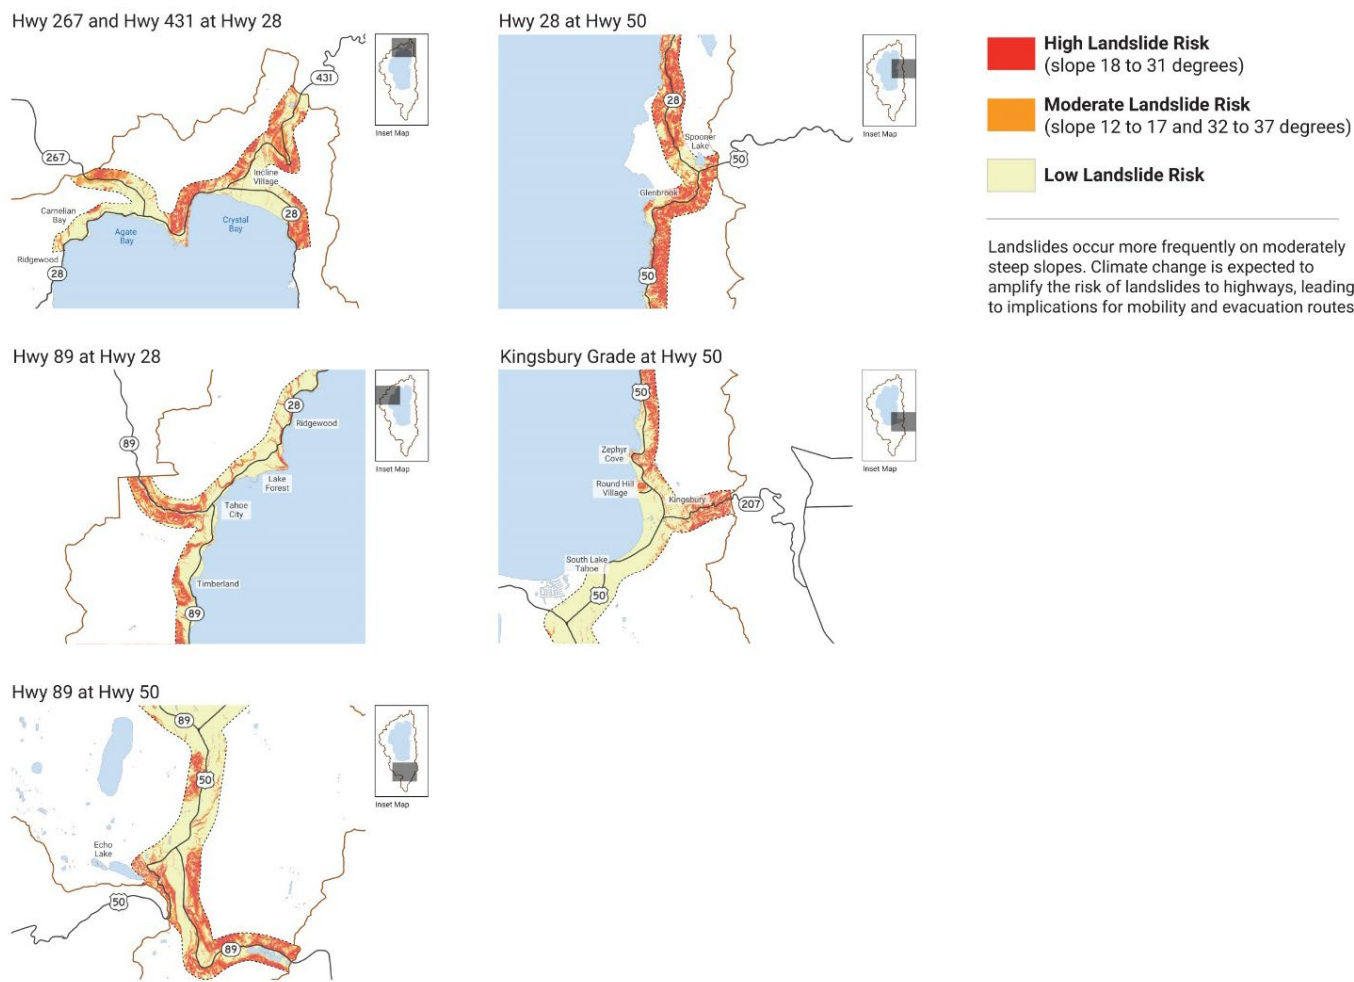 Hwy 267 and Hwy 431 at Hwy 28
431
267
Incline
Village
Carnelian
Bay
28
Agate
Bay
Crystal
Bay
Ridgewood
28
Inset Map
Hwy 28 at Hwy 50
28
Spooner
Lake
50
Glenbrook
50
Inset Map
High Landslide Risk
(slope 18 to 31 degrees)
Moderate Landslide Risk
(slope 12 to 17 and 32 to 37 degrees)
Low Landslide Risk
Landslides occur more frequently on moderately
steep slopes. Climate change is expected to
amplify the risk of landslides to highways, leading
to implications for mobility and evacuation routes
Hwy 89 at Hwy 28
28
Ridgewood
89
Lake
Forest
Tahoe
City
Timberland
89
Inset Map
Kingsbury Grade at Hwy 50
50
Zephyr
Cove
Round Hill
Village
Kingsbury
207
South Lake
Tahoe
50
Inset Map
Hwy 89 at Hwy 50
89
50
Echo
Lake
50
89
Inset Map